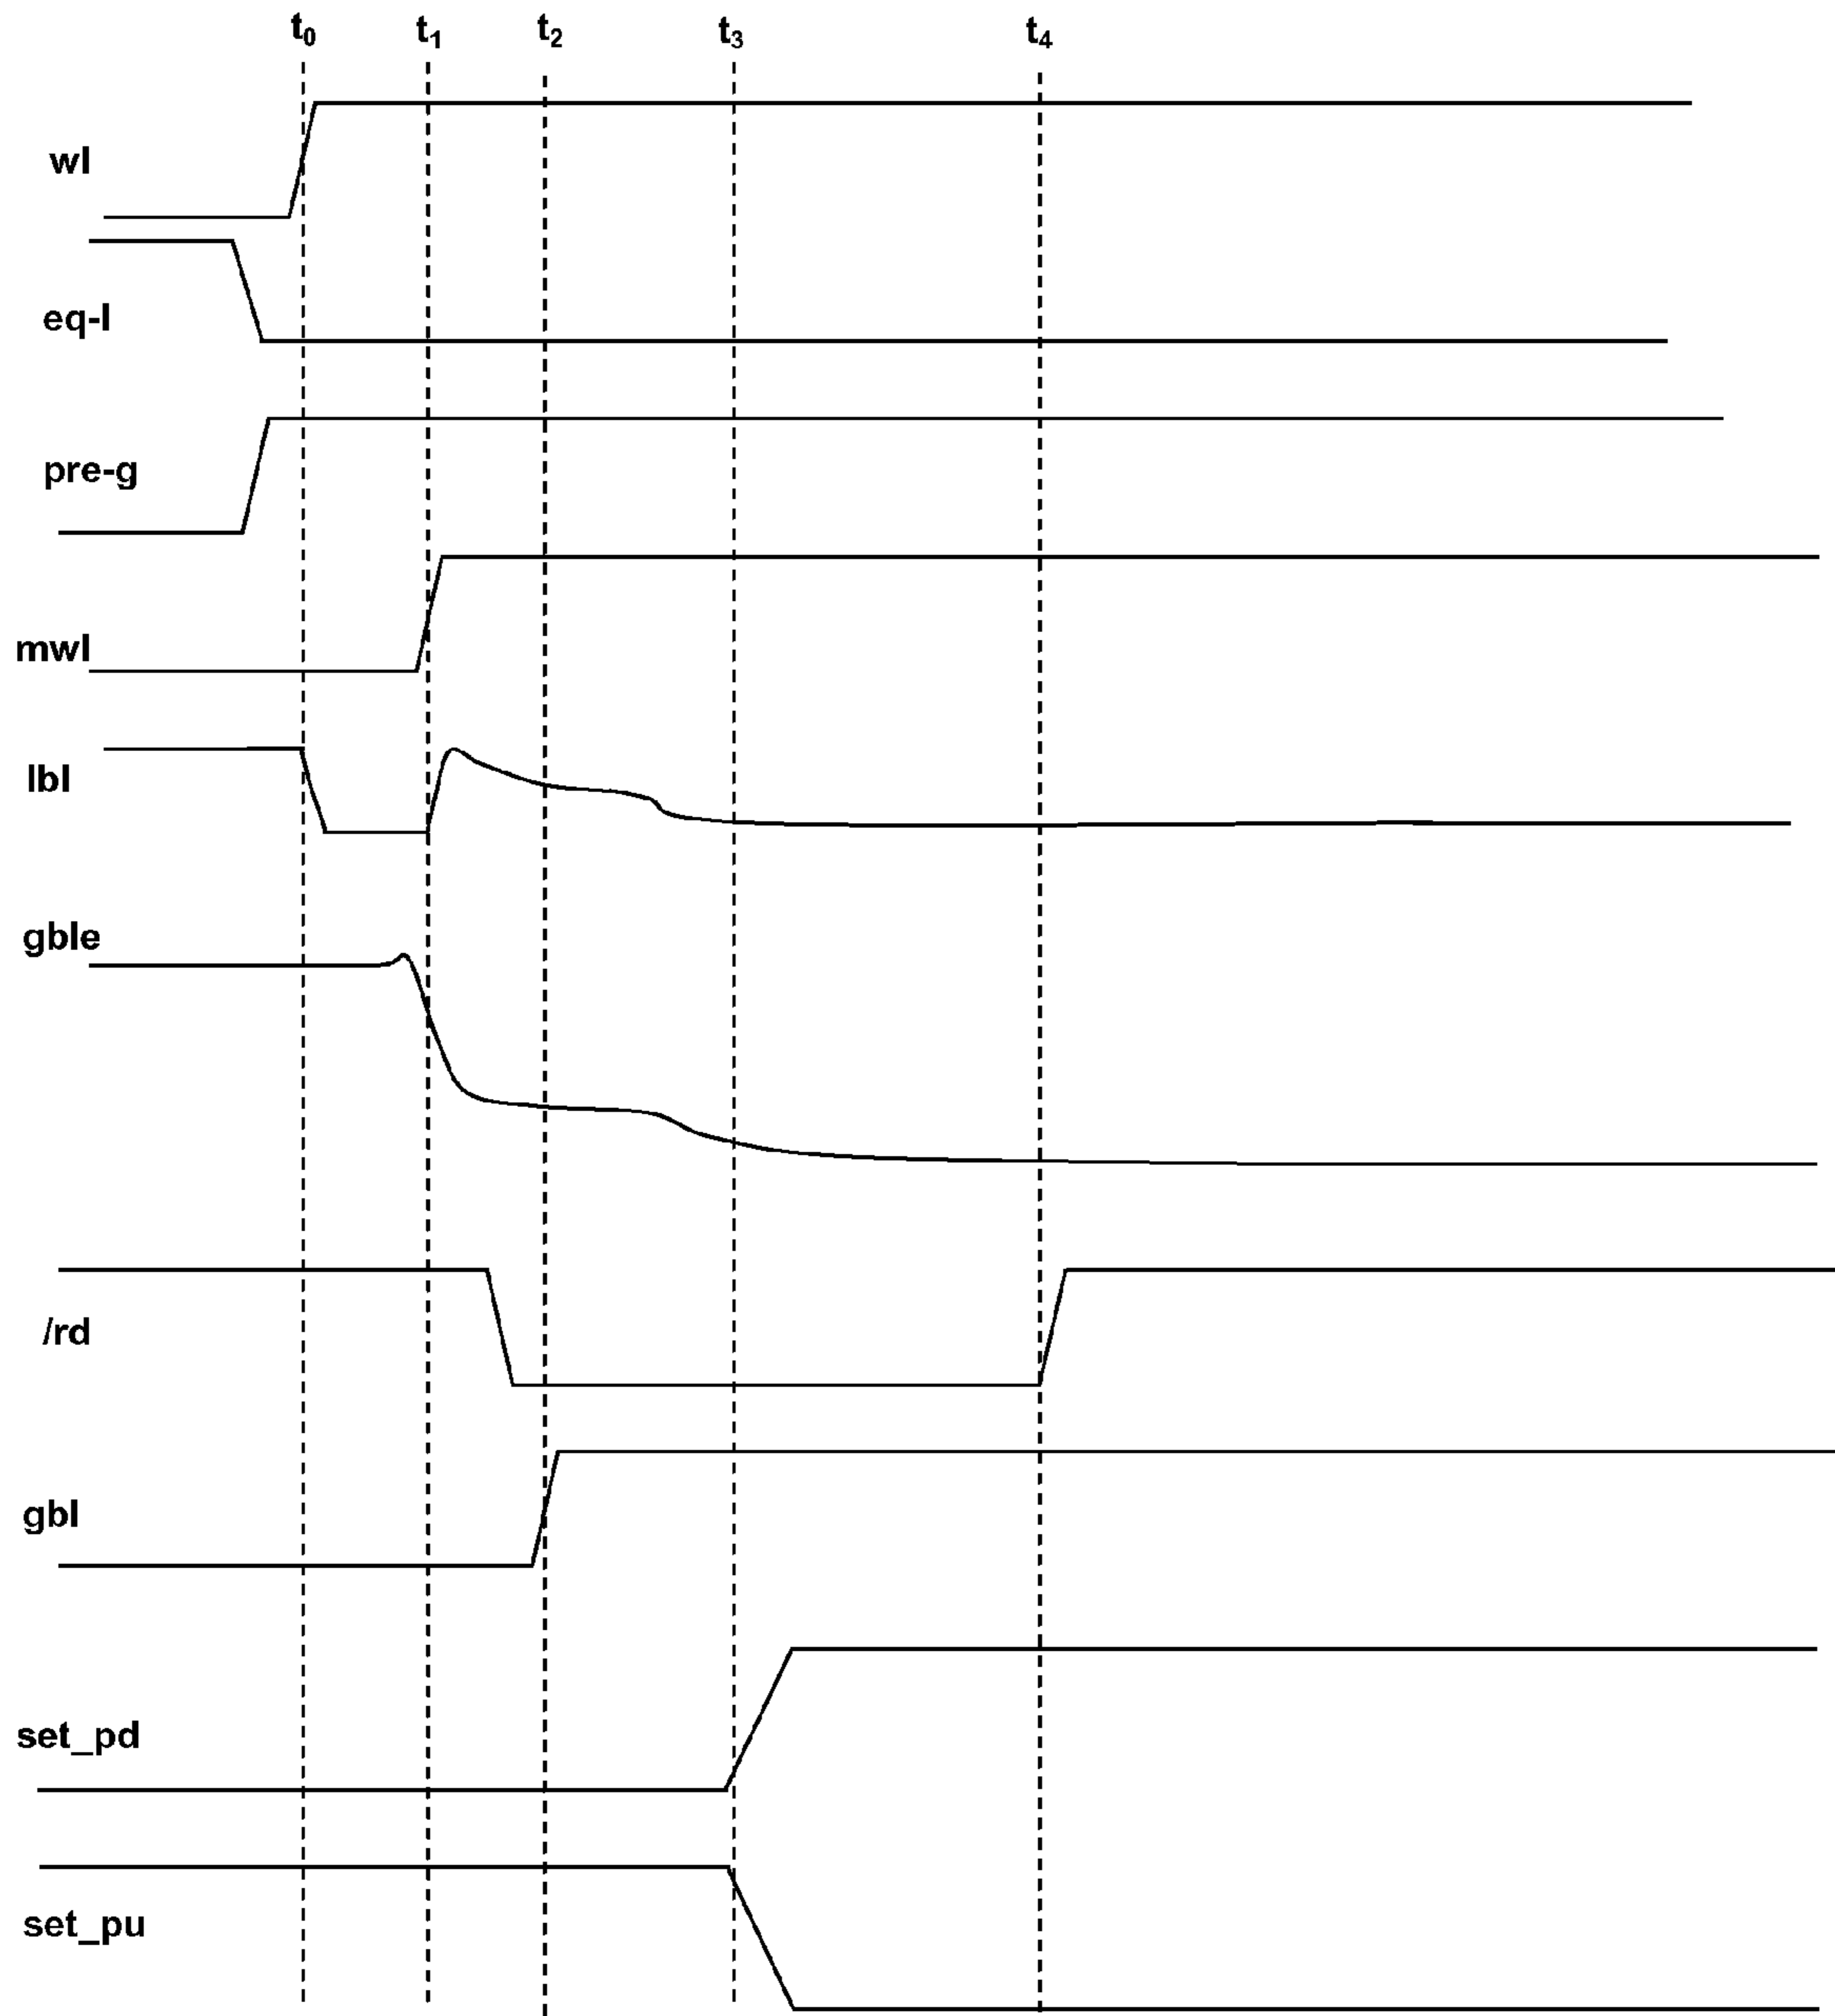 t0 t1 t2 t3 t4
wl
eq-l
pre-g
mwl
lbl
gble
/rd
gbl
set_pd
set_pu